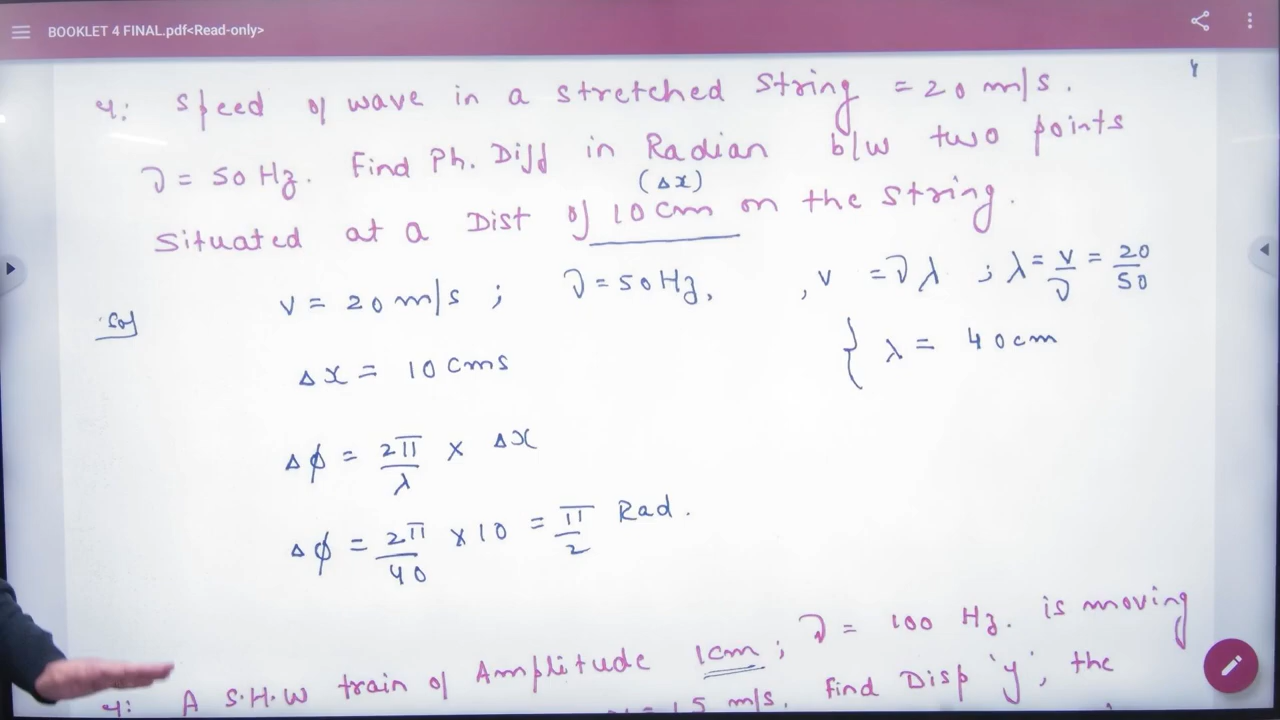 BOOKLET 4 FINAL.pdf<Read-only>
4: Speed of wave in a stretched string = 20 m/s.
ν = 50 Hz. Find Ph. Diff in Radian b/w two points
(Δx)
Situated at a Dist of 10 cm on the string.
Sol v = 20 m/s ; ν = 50 Hz, , v = νλ ; λ = v/ν = 20/50
Δx = 10 cms { λ = 40 cm
Δϕ = 2π/λ × Δx
Δϕ = 2π/40 × 10 = π/2 Rad.
4: A S.H.W train of Amplitude 1cm ; ν = 100 Hz. is moving
= 15 m/s. find Disp 'y', the